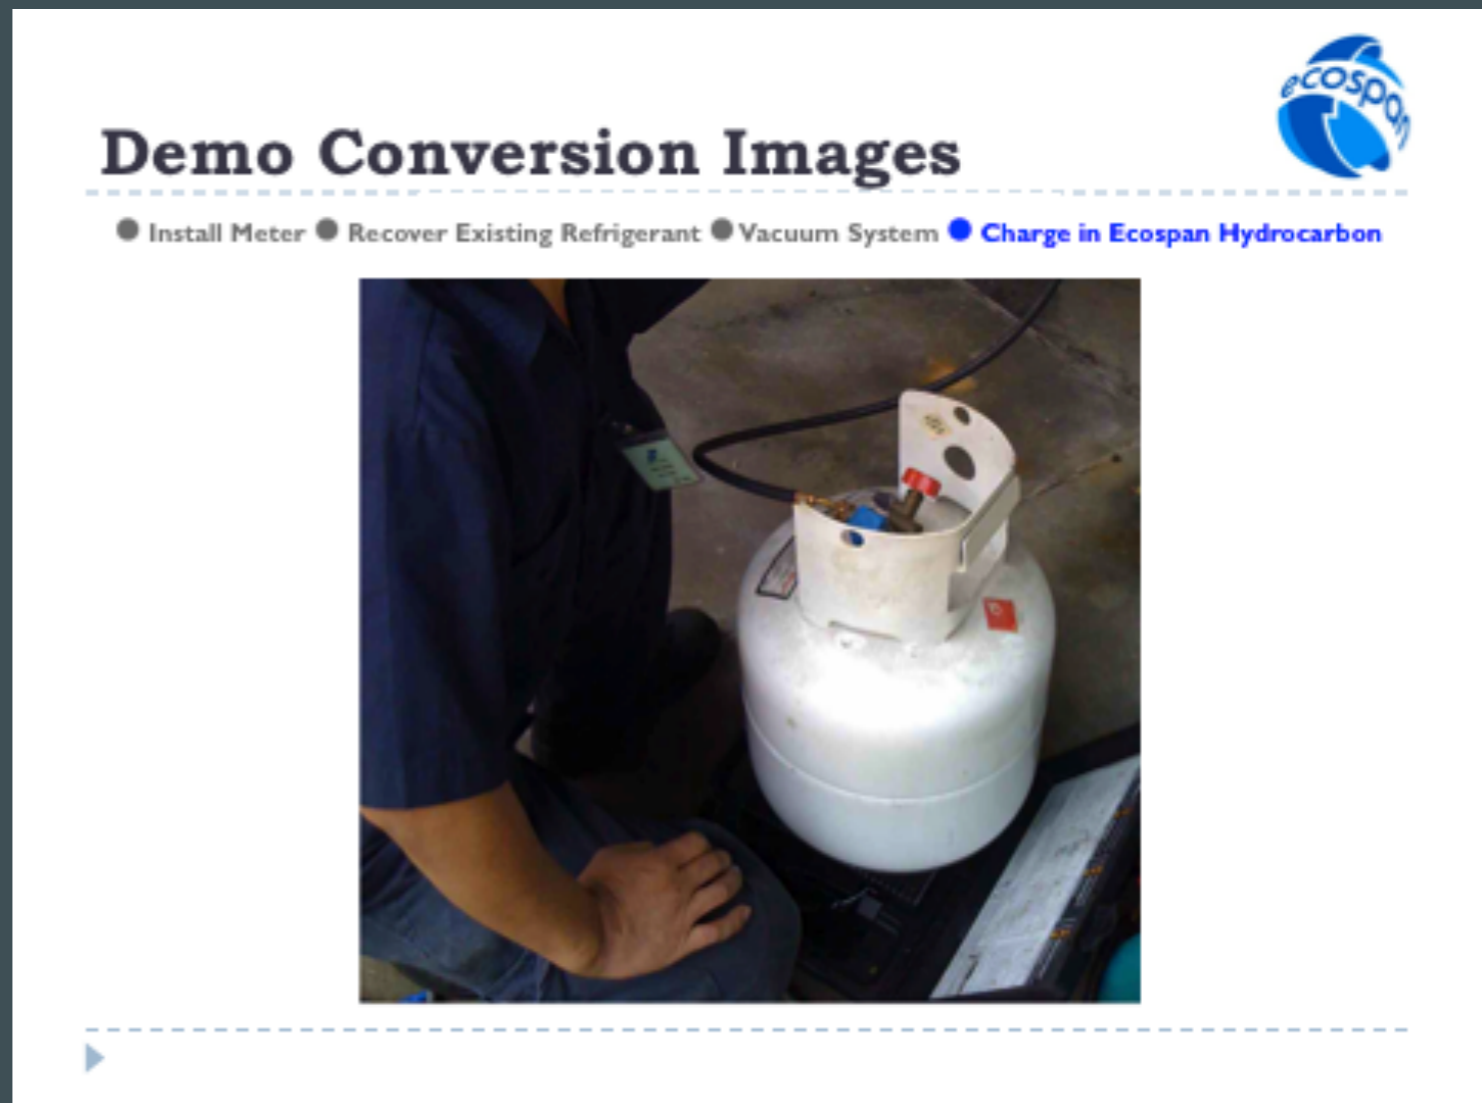 ecospan
Demo Conversion Images
Install Meter Recover Existing Refrigerant Vacuum System Charge in Ecospan Hydrocarbon